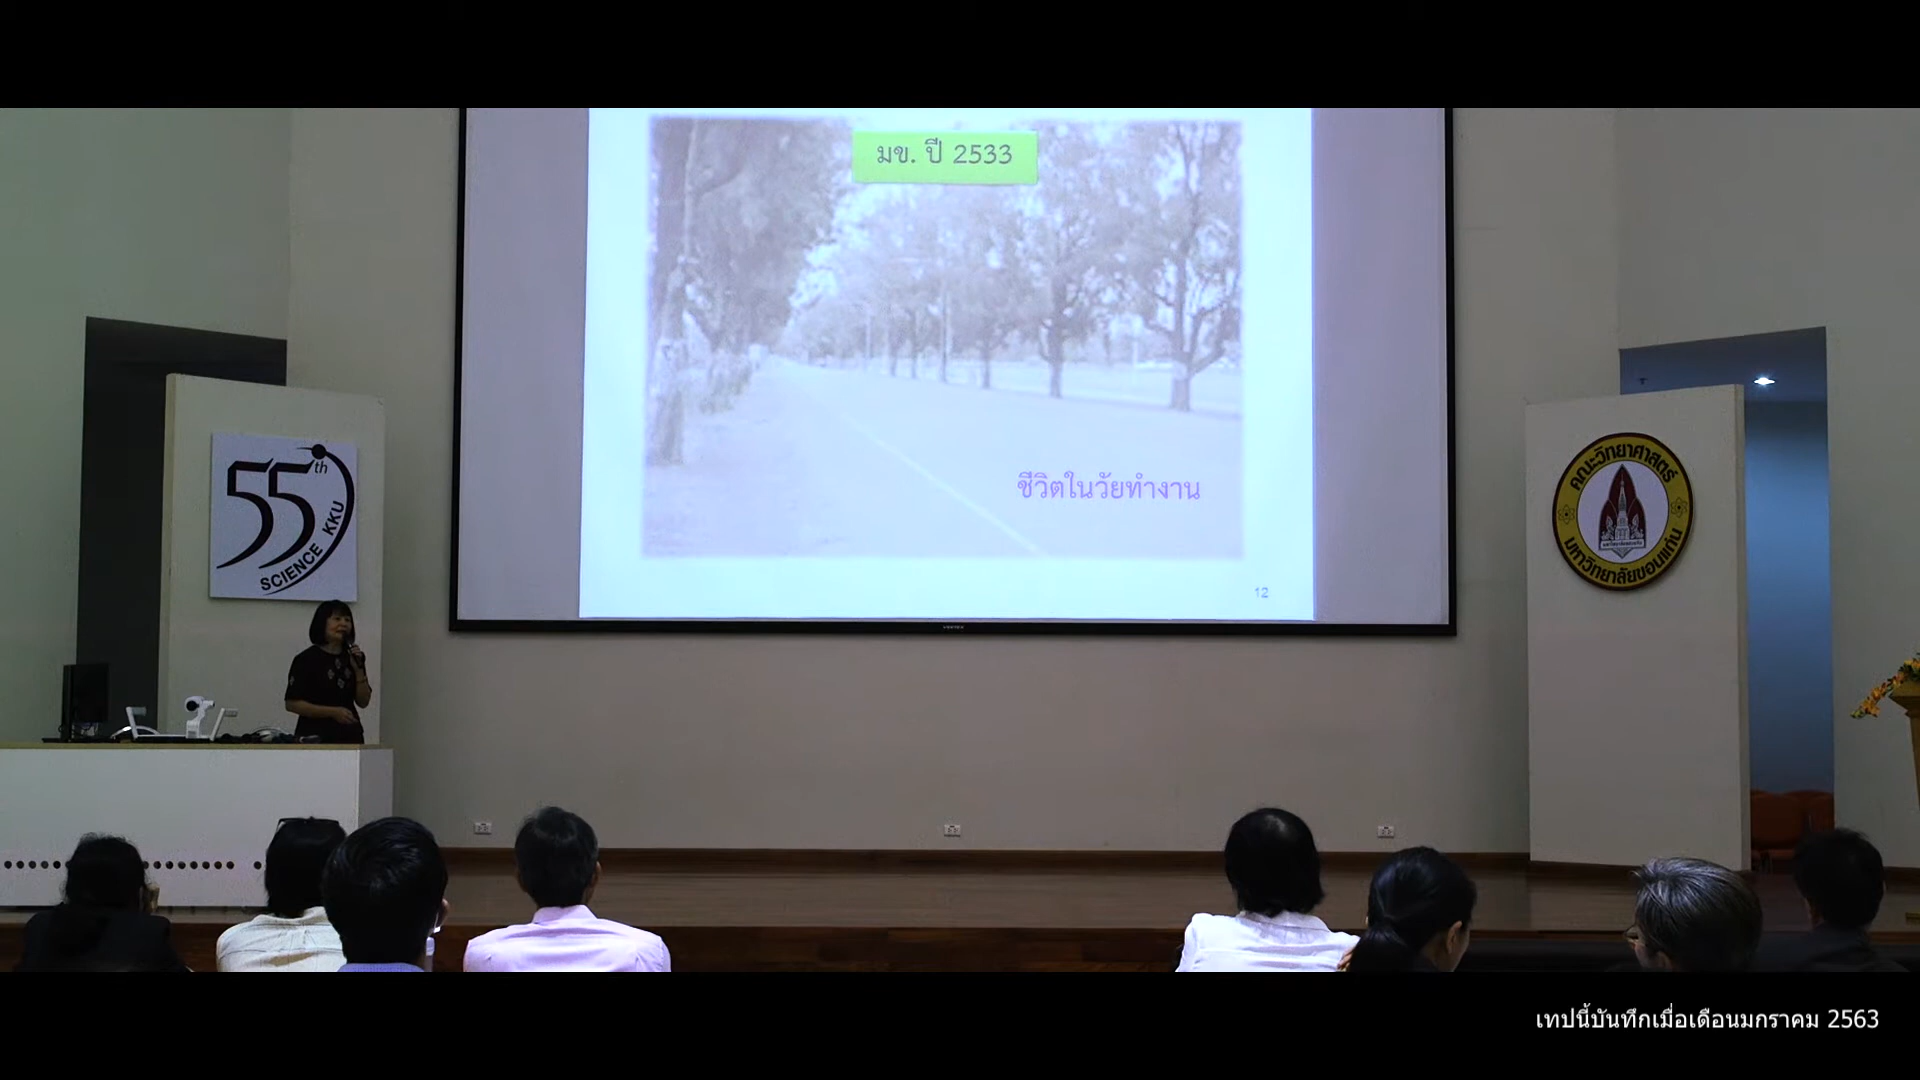 มข. ปี 2533
ชีวิตในวัยทำงาน
12
55th
SCIENCE KKU
คณะวิทยาศาสตร์
มหาวิทยาลัยขอนแก่น
เทปนี้บันทึกเมื่อเดือนมกราคม 2563